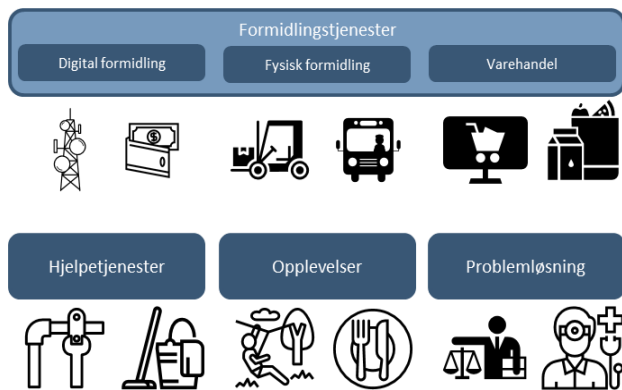 Formidlingstjenester
Digital formidling
Fysisk formidling
Varehandel
$
Hjelpetjenester
Opplevelser
Problemløsning